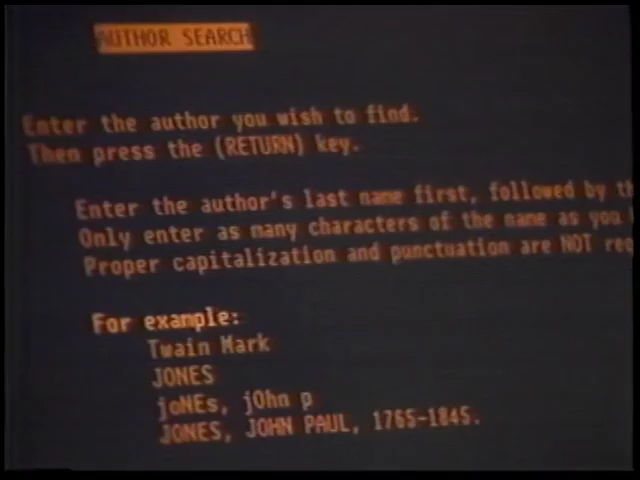 AUTHOR SEARCH
Enter the author you wish to find.
Then press the (RETURN) key.
Enter the author's last name first, followed by
Only enter as many characters of the name as you
Proper capitalization and punctuation are NOT
For example:
Twain Mark
JONES
joNEs, jOhn p
JONES, JOHN PAUL, 1765-1845.